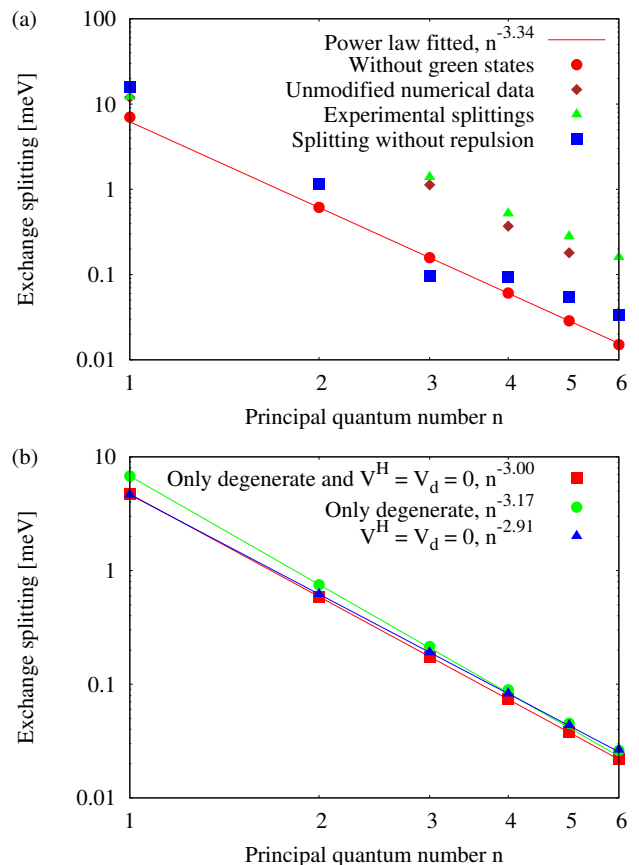 (a)
100
10
1
0.1
0.01
Exchange splitting [meV]
Power law fitted, n^-3.34
Without green states
Unmodified numerical data
Experimental splittings
Splitting without repulsion
1 2 3 4 5 6
Principal quantum number n
(b)
10
1
0.1
0.01
Exchange splitting [meV]
Only degenerate and V^H = V_d = 0, n^-3.00
Only degenerate, n^-3.17
V^H = V_d = 0, n^-2.91
1 2 3 4 5 6
Principal quantum number n